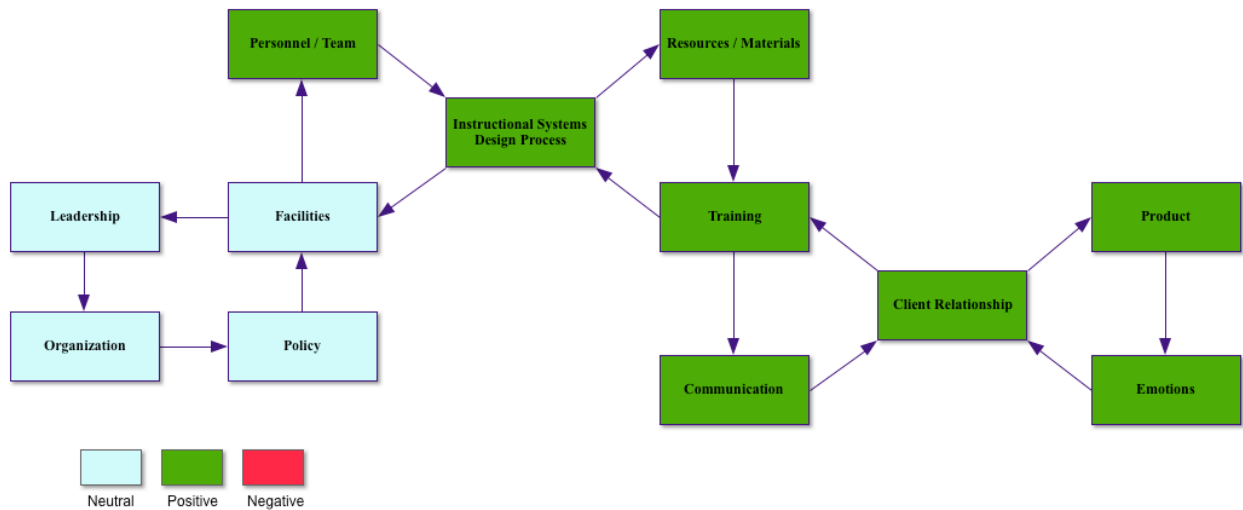 Personnel / Team
Resources / Materials
Instructional Systems
Design Process
Leadership
Facilities
Training
Product
Client Relationship
Organization
Policy
Communication
Emotions
Neutral
Positive
Negative